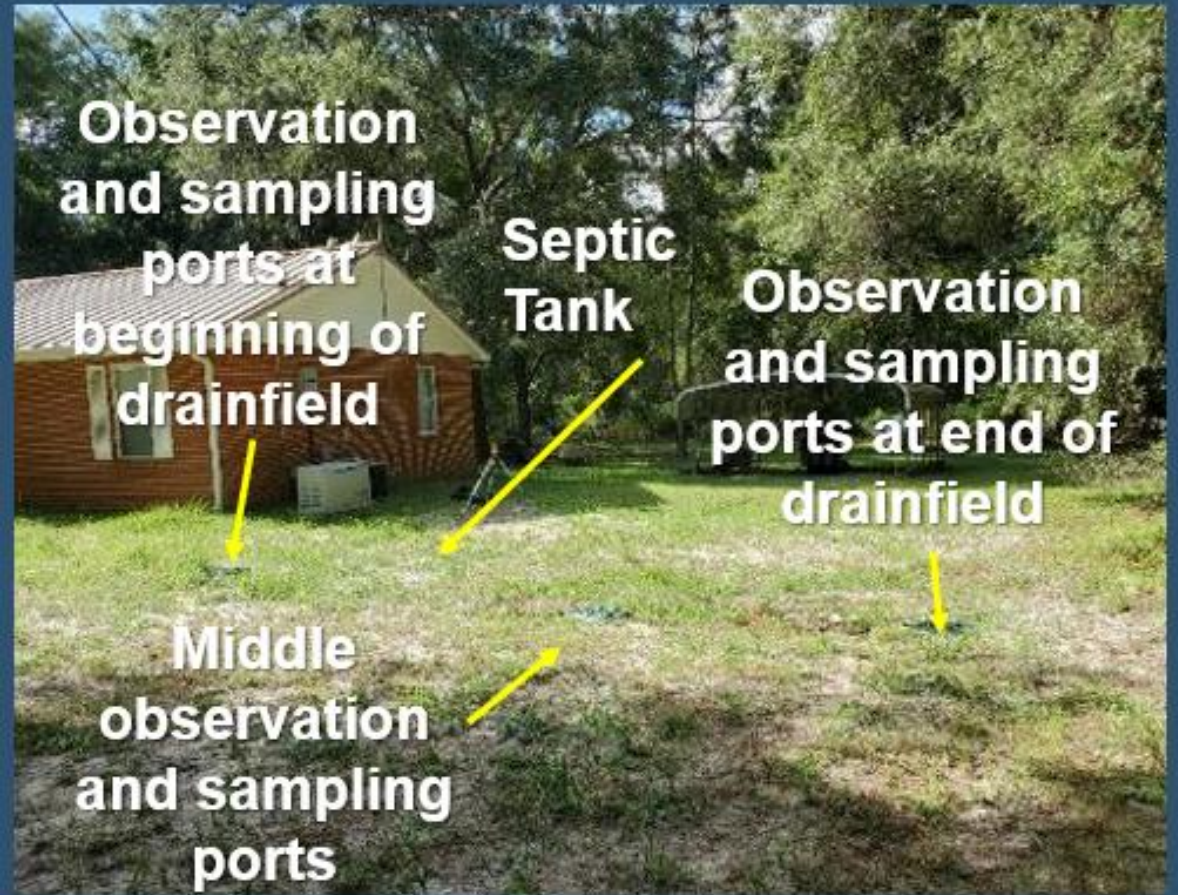 Observation
and sampling
ports at
beginning of
drainfield
Septic
Tank
Observation
and sampling
ports at end of
drainfield
Middle
observation
and sampling
ports